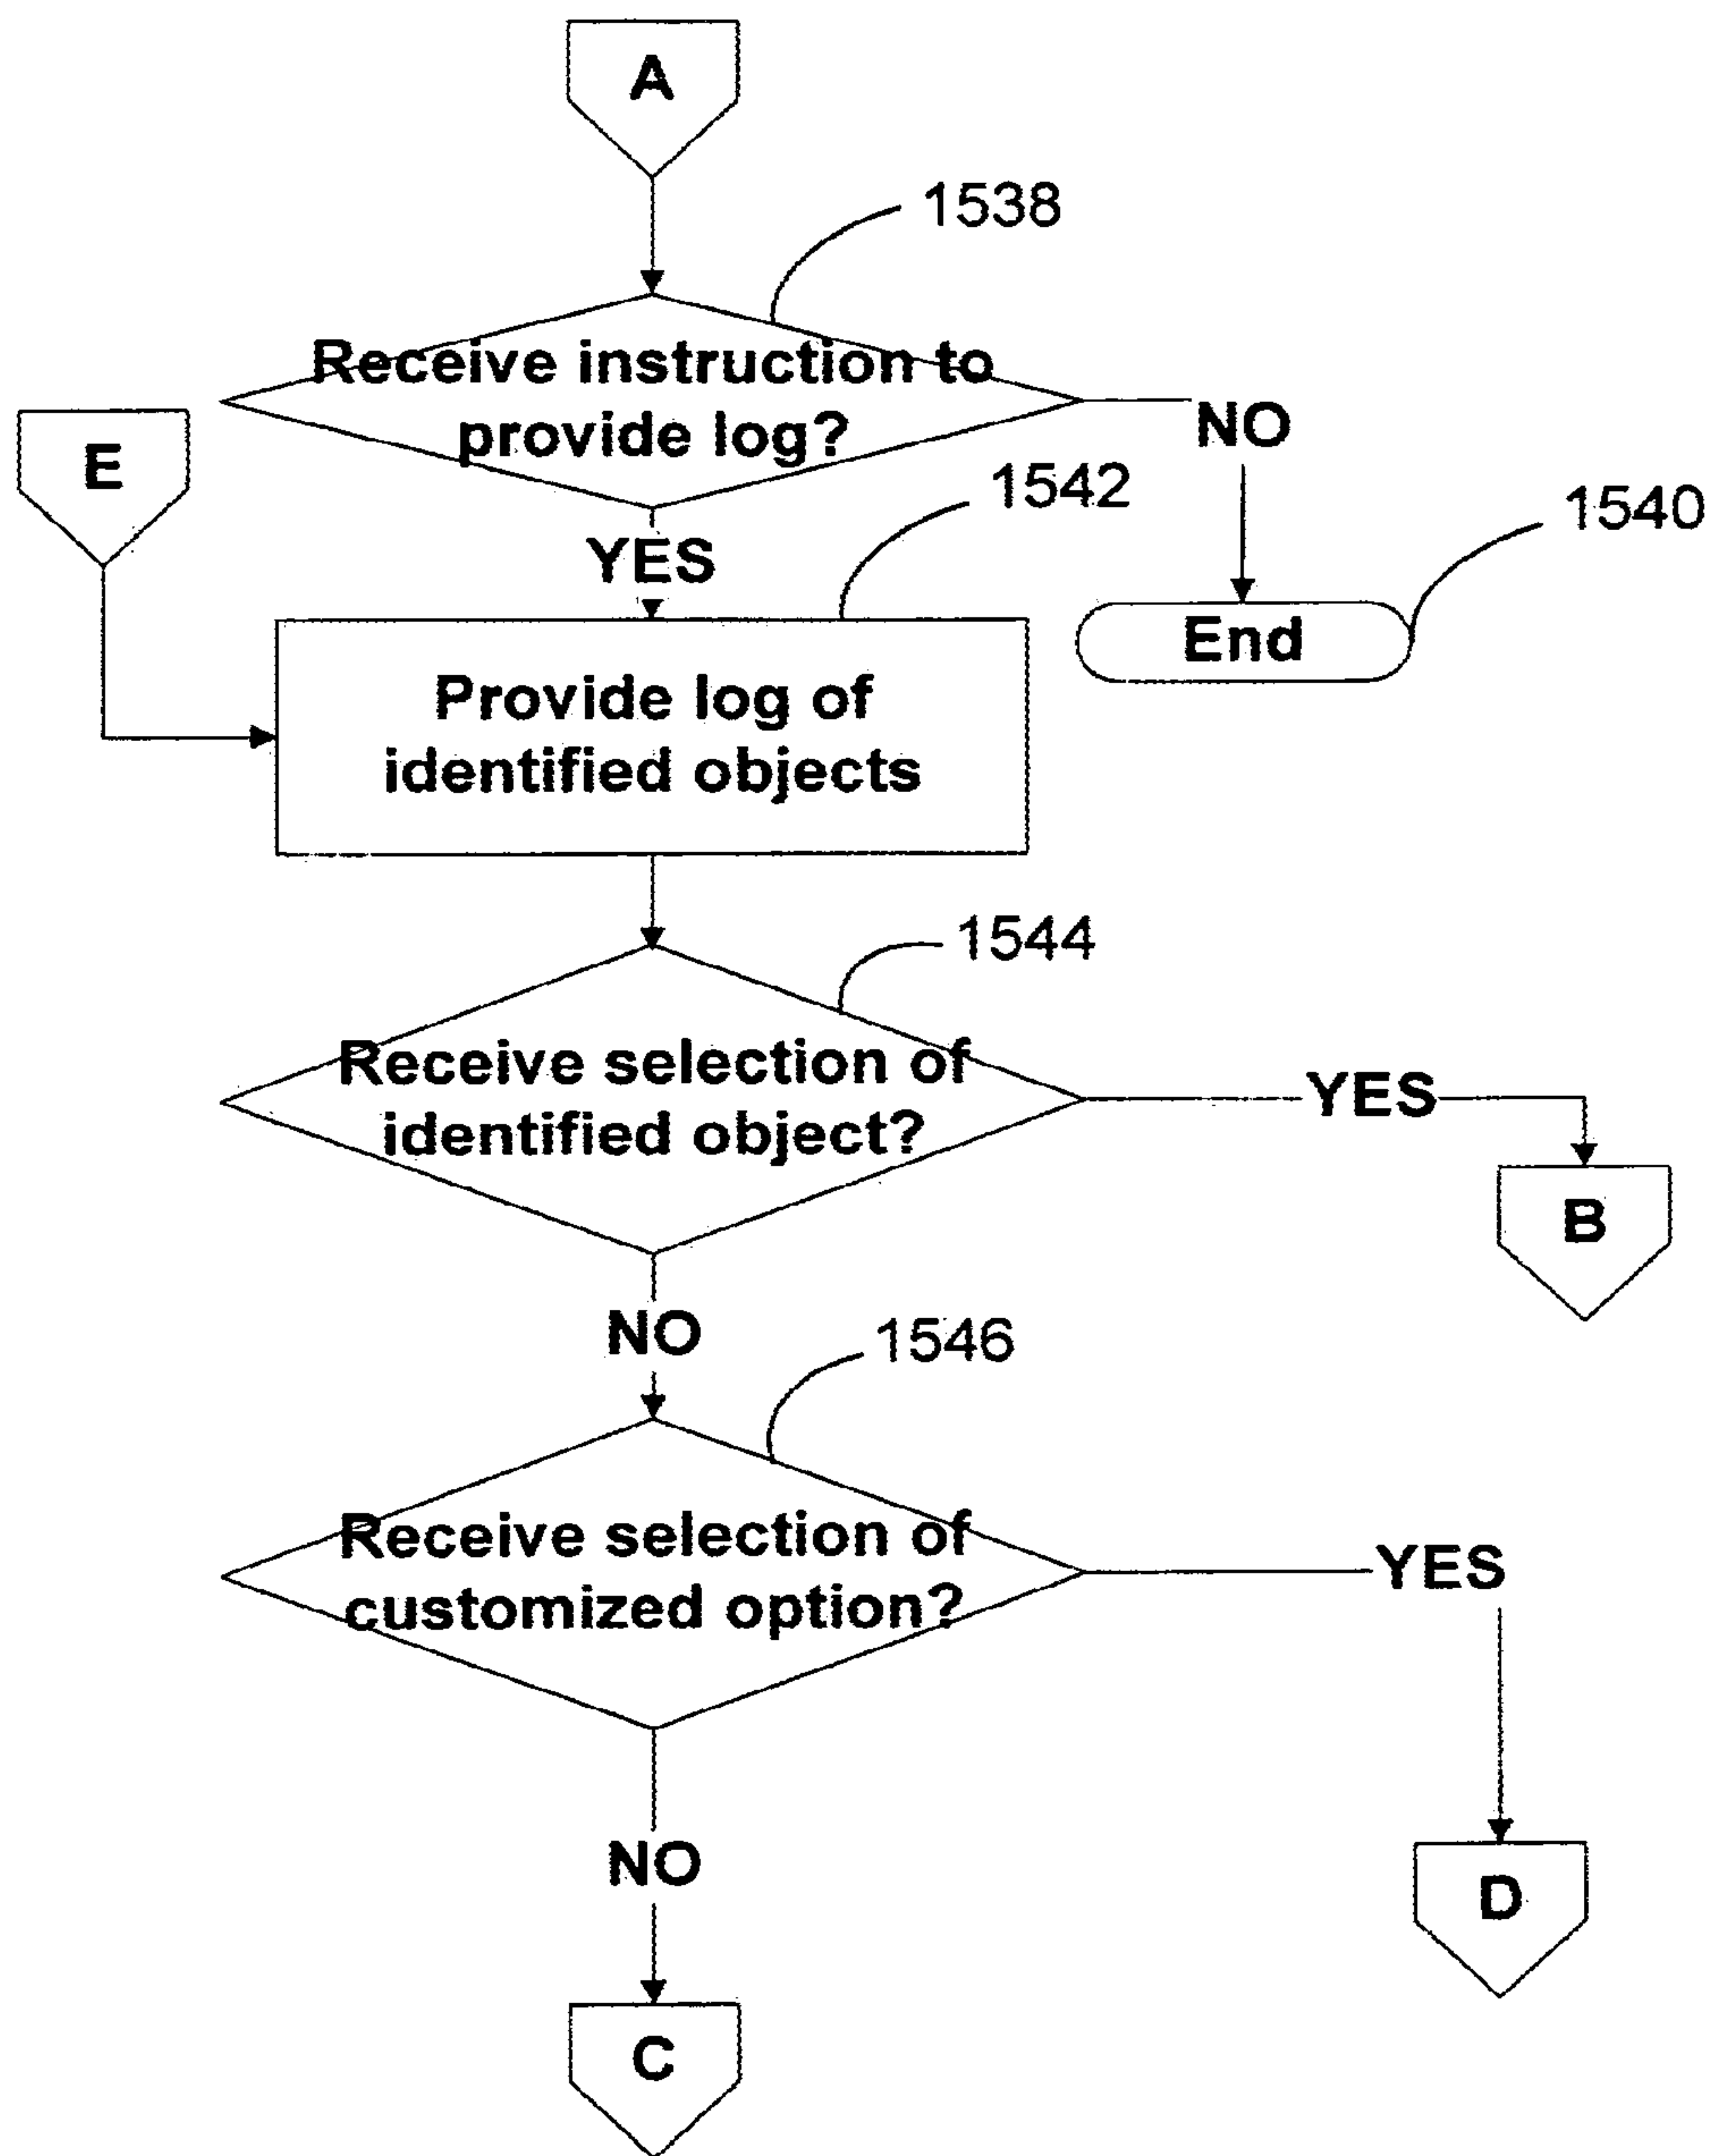 A
1538
Receive instruction to
provide log?
NO
E
1542
1540
YES
End
Provide log of
identified objects
1544
Receive selection of
identified object?
YES
B
NO
1546
Receive selection of
customized option?
YES
NO
D
C